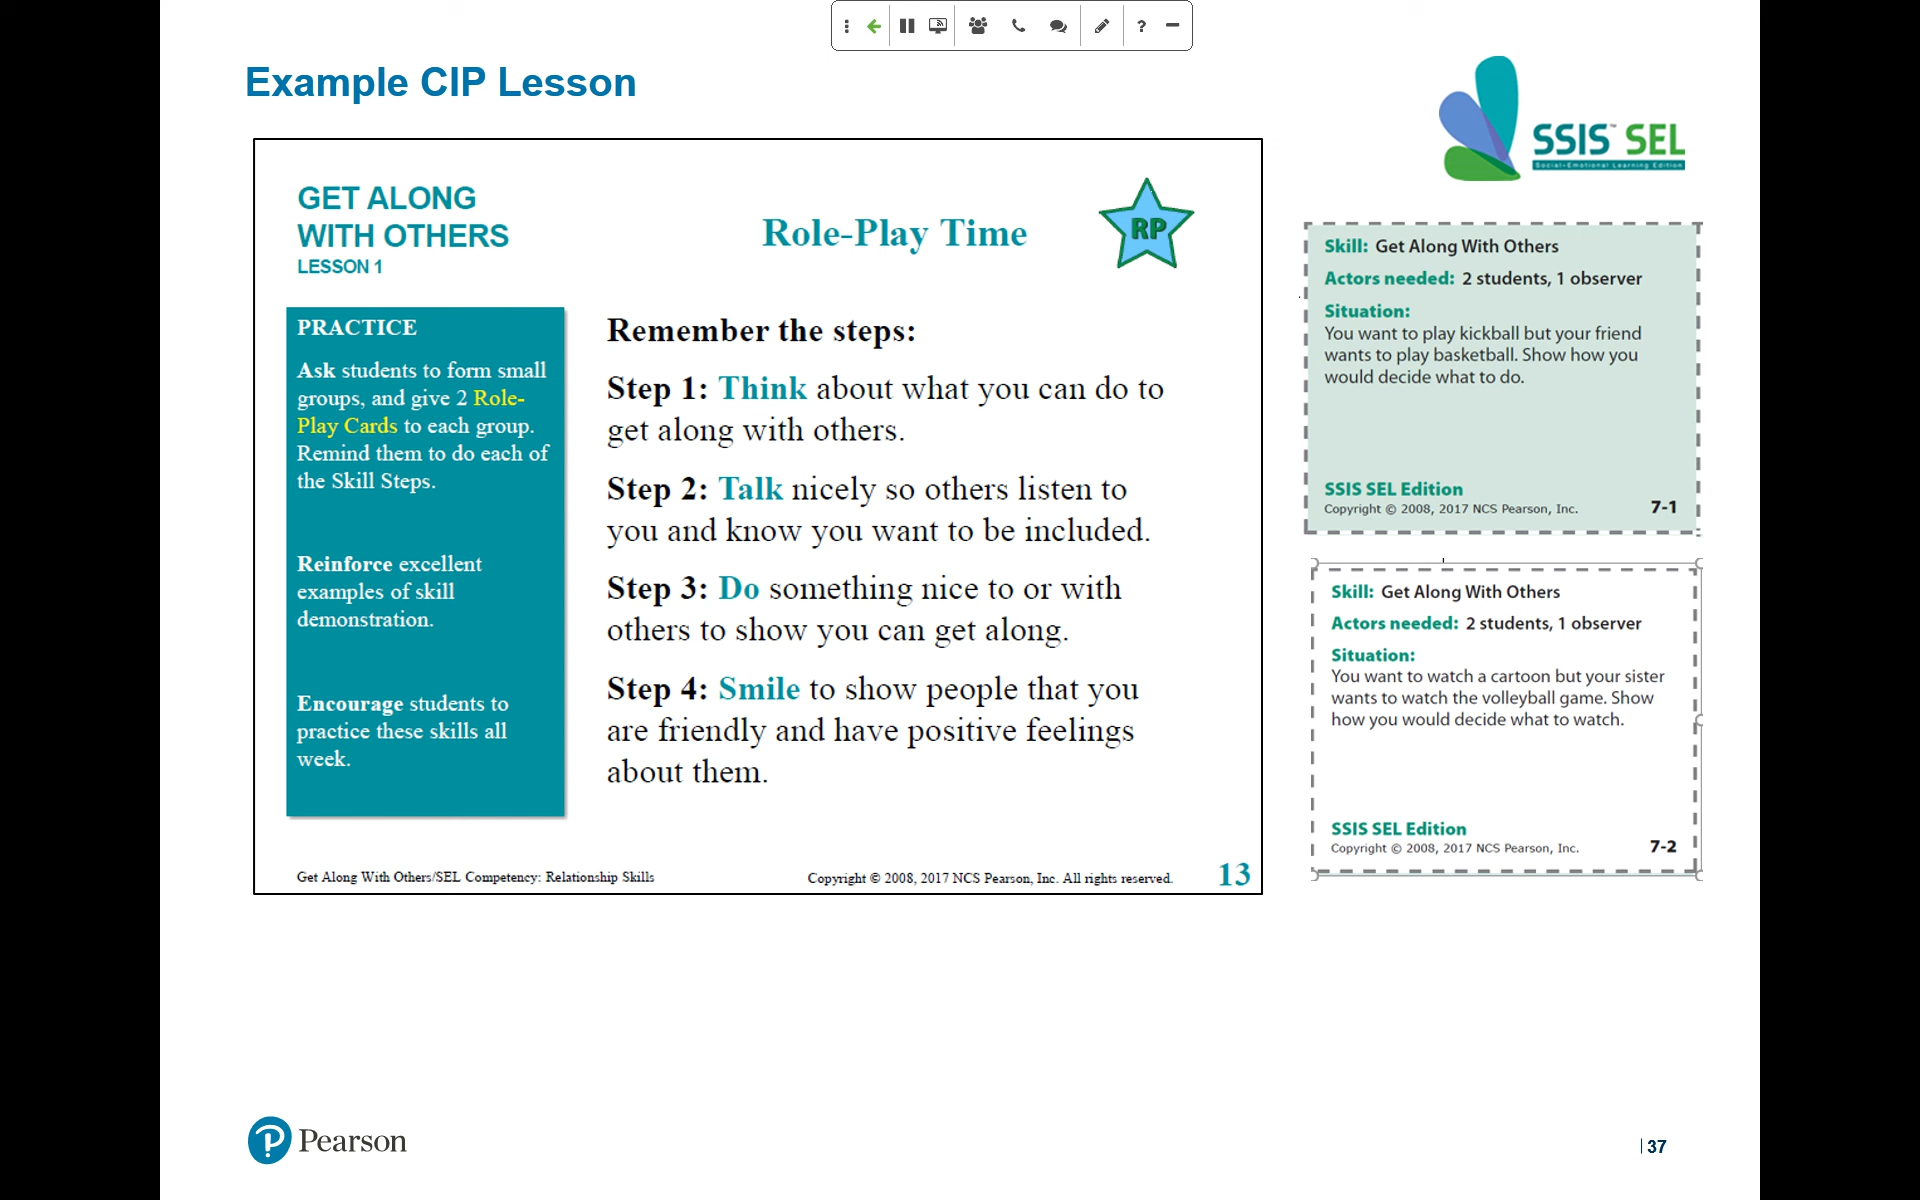 ?
Example CIP Lesson
SSIS™ SEL
Social-Emotional Learning Edition
GET ALONG
WITH OTHERS
LESSON 1
Role-Play Time
RP
PRACTICE
Ask students to form small
groups, and give 2 Role-
Play Cards to each group.
Remind them to do each of
the Skill Steps.
Reinforce excellent
examples of skill
demonstration.
Encourage students to
practice these skills all
week.
Remember the steps:
Step 1: Think about what you can do to
get along with others.
Step 2: Talk nicely so others listen to
you and know you want to be included.
Step 3: Do something nice to or with
others to show you can get along.
Step 4: Smile to show people that you
are friendly and have positive feelings
about them.
Get Along With Others/SEL Competency: Relationship Skills
Copyright © 2008, 2017 NCS Pearson, Inc. All rights reserved.
13
Skill: Get Along With Others
Actors needed: 2 students, 1 observer
Situation:
You want to play kickball but your friend
wants to play basketball. Show how you
would decide what to do.
SSIS SEL Edition
Copyright © 2008, 2017 NCS Pearson, Inc.
7-1
Skill: Get Along With Others
Actors needed: 2 students, 1 observer
Situation:
You want to watch a cartoon but your sister
wants to watch the volleyball game. Show
how you would decide what to watch.
SSIS SEL Edition
Copyright © 2008, 2017 NCS Pearson, Inc.
7-2
Pearson
| 37